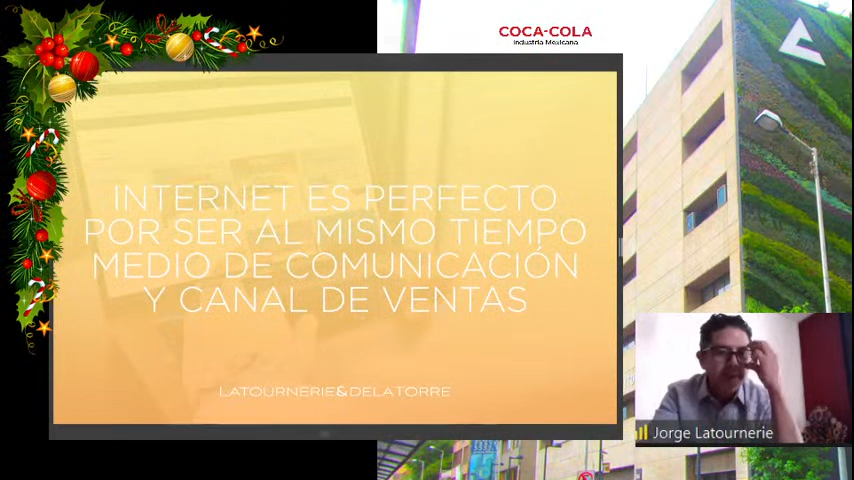 COCA-COLA
Industria Mexicana
INTERNET ES PERFECTO
POR SER AL MISMO TIEMPO
MEDIO DE COMUNICACIÓN
Y CANAL DE VENTAS
LATOURNERIE&DELATORRE
Jorge Latournerie